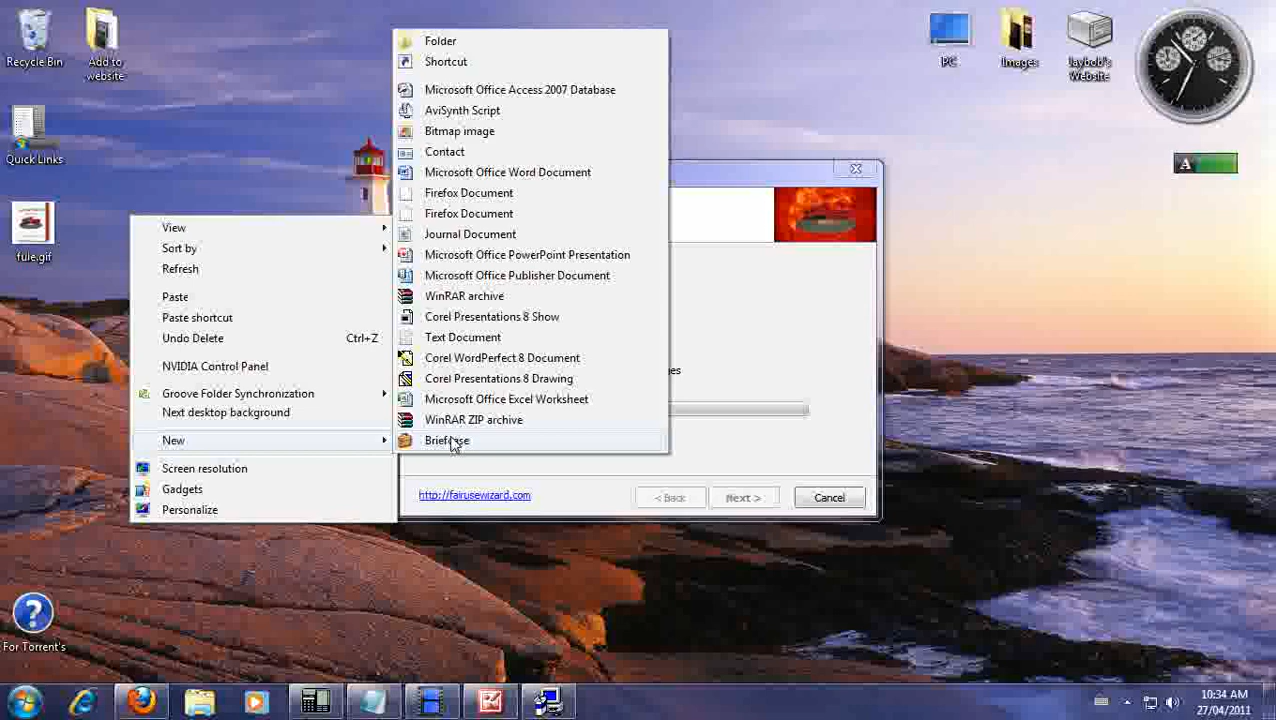 Recycle Bin
Add to website
Quick Links
fule.gif
For Torrent's
PC
Images
Jaybob's Website
A
View
Sort by
Refresh
Paste
Paste shortcut
Undo Delete Ctrl+Z
NVIDIA Control Panel
Groove Folder Synchronization
Next desktop background
New
Screen resolution
Gadgets
Personalize
Folder
Shortcut
Microsoft Office Access 2007 Database
AviSynth Script
Bitmap image
Contact
Microsoft Office Word Document
Firefox Document
Firefox Document
Journal Document
Microsoft Office PowerPoint Presentation
Microsoft Office Publisher Document
WinRAR archive
Corel Presentations 8 Show
Text Document
Corel WordPerfect 8 Document
Corel Presentations 8 Drawing
Microsoft Office Excel Worksheet
WinRAR ZIP archive
Briefcase
http://fairusewizard.com
< Back
Next >
Cancel
10:34 AM
27/04/2011